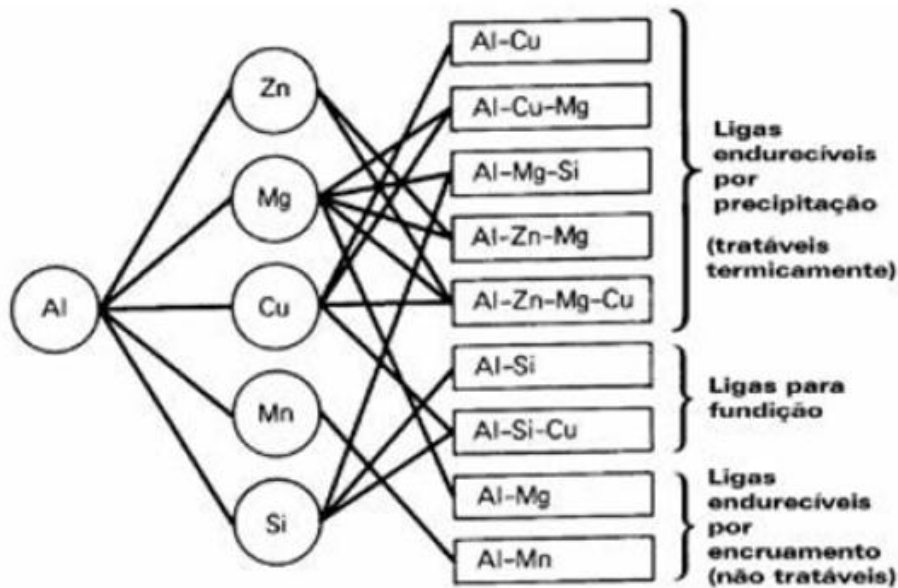 Al
Zn
Mg
Cu
Mn
Si
Al-Cu
Al-Cu-Mg
Al-Mg-Si
Al-Zn-Mg
Al-Zn-Mg-Cu
Al-Si
Al-Si-Cu
Al-Mg
Al-Mn
Ligas
endurecíveis
por
precipitação
(tratáveis
termicamente)
Ligas para
fundição
Ligas
endurecíveis
por
encruamento
(não tratáveis)